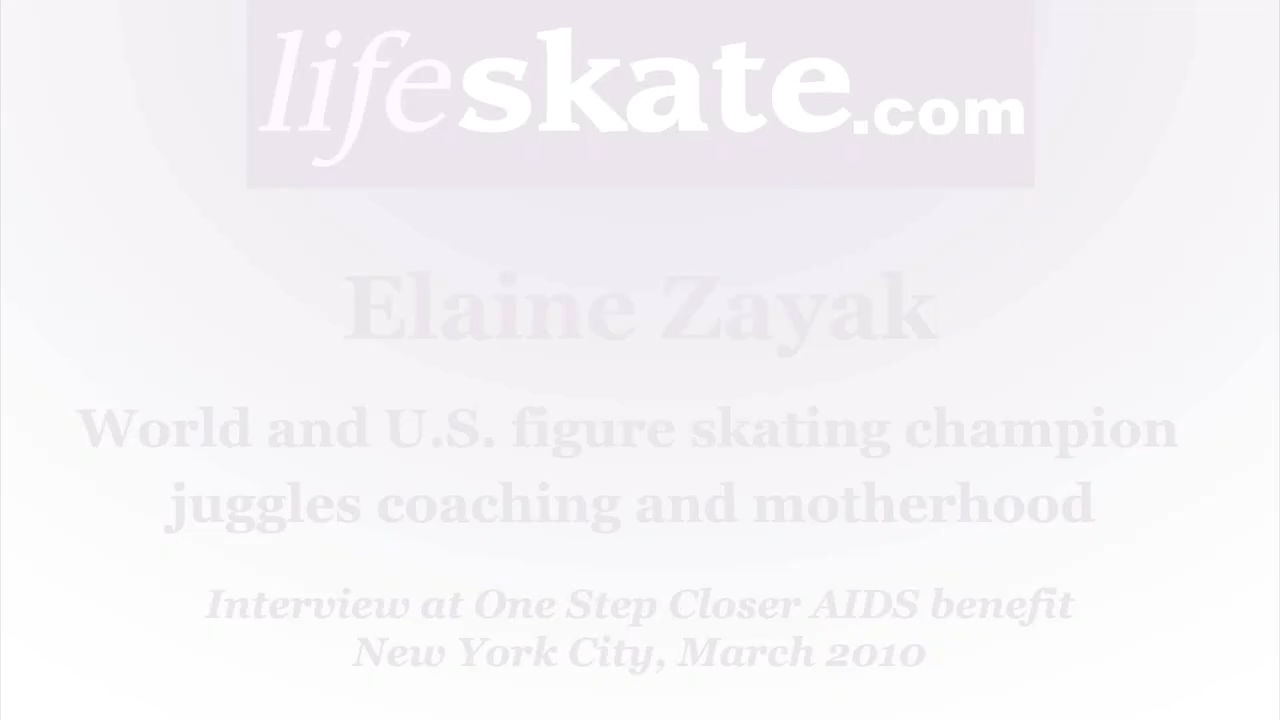 lifeskate.com
Elaine Zayak
World and U.S. figure skating champion
juggles coaching and motherhood
Interview at One Step Closer AIDS benefit
New York City, March 2010